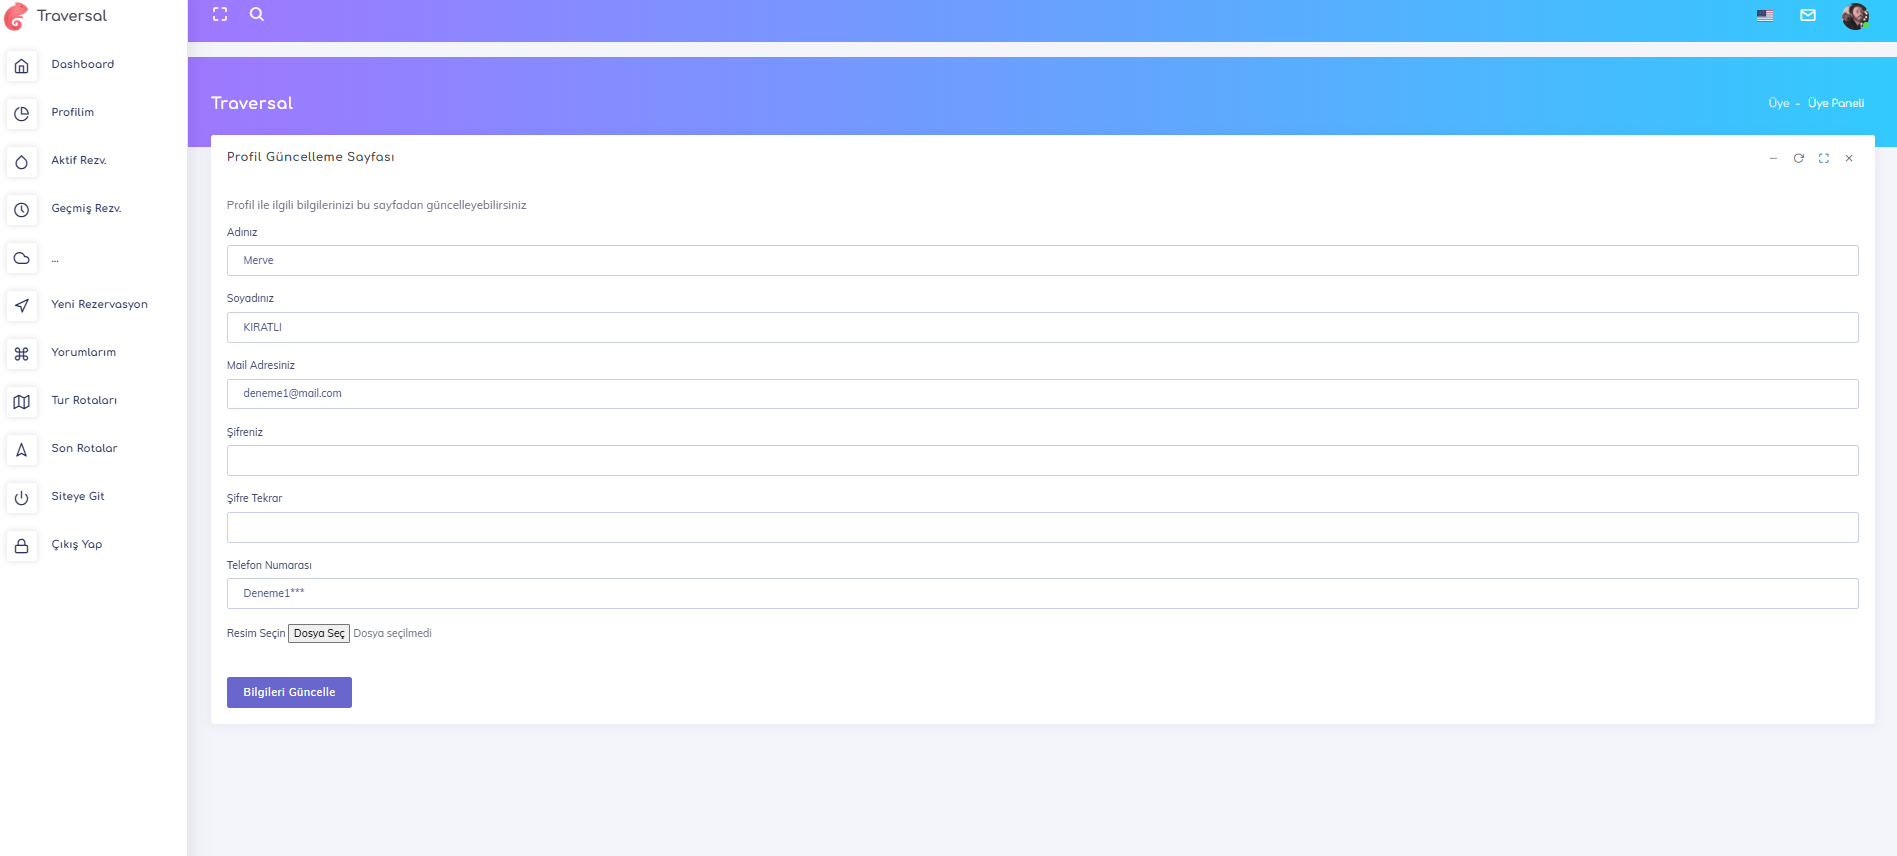 Traversal
Dashboard
Profilim
Aktif Rezv.
Geçmiş Rezv.
...
Yeni Rezervasyon
Yorumlarım
Tur Rotaları
Son Rotalar
Siteye Git
Çıkış Yap
Traversal
Üye - Üye Paneli
Profil Güncelleme Sayfası
Profil ile ilgili bilgilerinizi bu sayfadan güncelleyebilirsiniz
Adınız
Merve
Soyadınız
KIRATLI
Mail Adresiniz
deneme1@mail.com
Şifreniz
Şifre Tekrar
Telefon Numarası
Deneme1***
Resim Seçin Dosya Seç Dosya seçilmedi
Bilgileri Güncelle